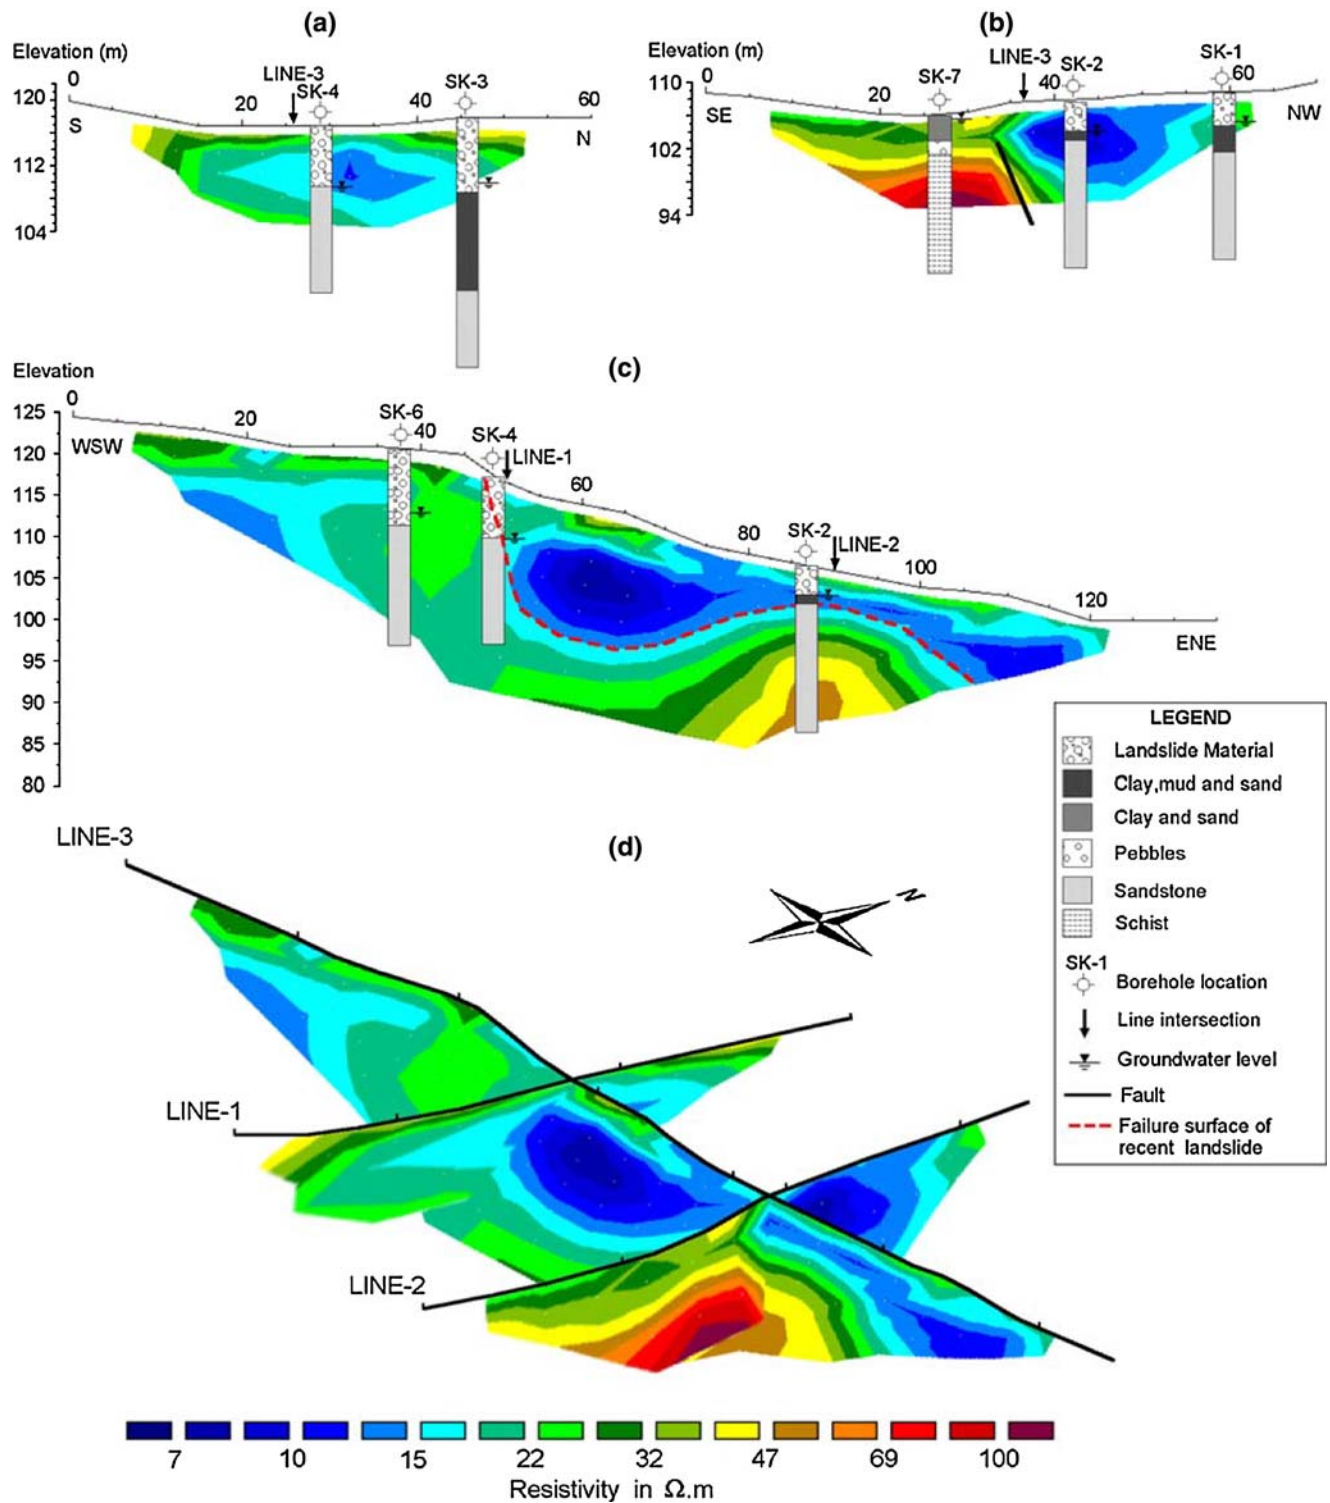 (a)
Elevation (m)
0
LINE-3
SK-4
SK-3
120
20
40
60
S
N
112
104
(b)
Elevation (m)
110
0
SK-7
LINE-3
SK-2
SK-1
20
40
60
SE
NW
102
94
(c)
Elevation
0
125
WSW
20
SK-6
40
SK-4
LINE-1
60
120
115
110
80
SK-2
LINE-2
105
100
120
100
ENE
95
90
85
80
LEGEND
Landslide Material
Clay,mud and sand
Clay and sand
Pebbles
Sandstone
Schist
SK-1
Borehole location
Line intersection
Groundwater level
Fault
Failure surface of
recent landslide
(d)
LINE-3
N
LINE-1
LINE-2
7 10 15 22 32 47 69 100
Resistivity in Ω.m